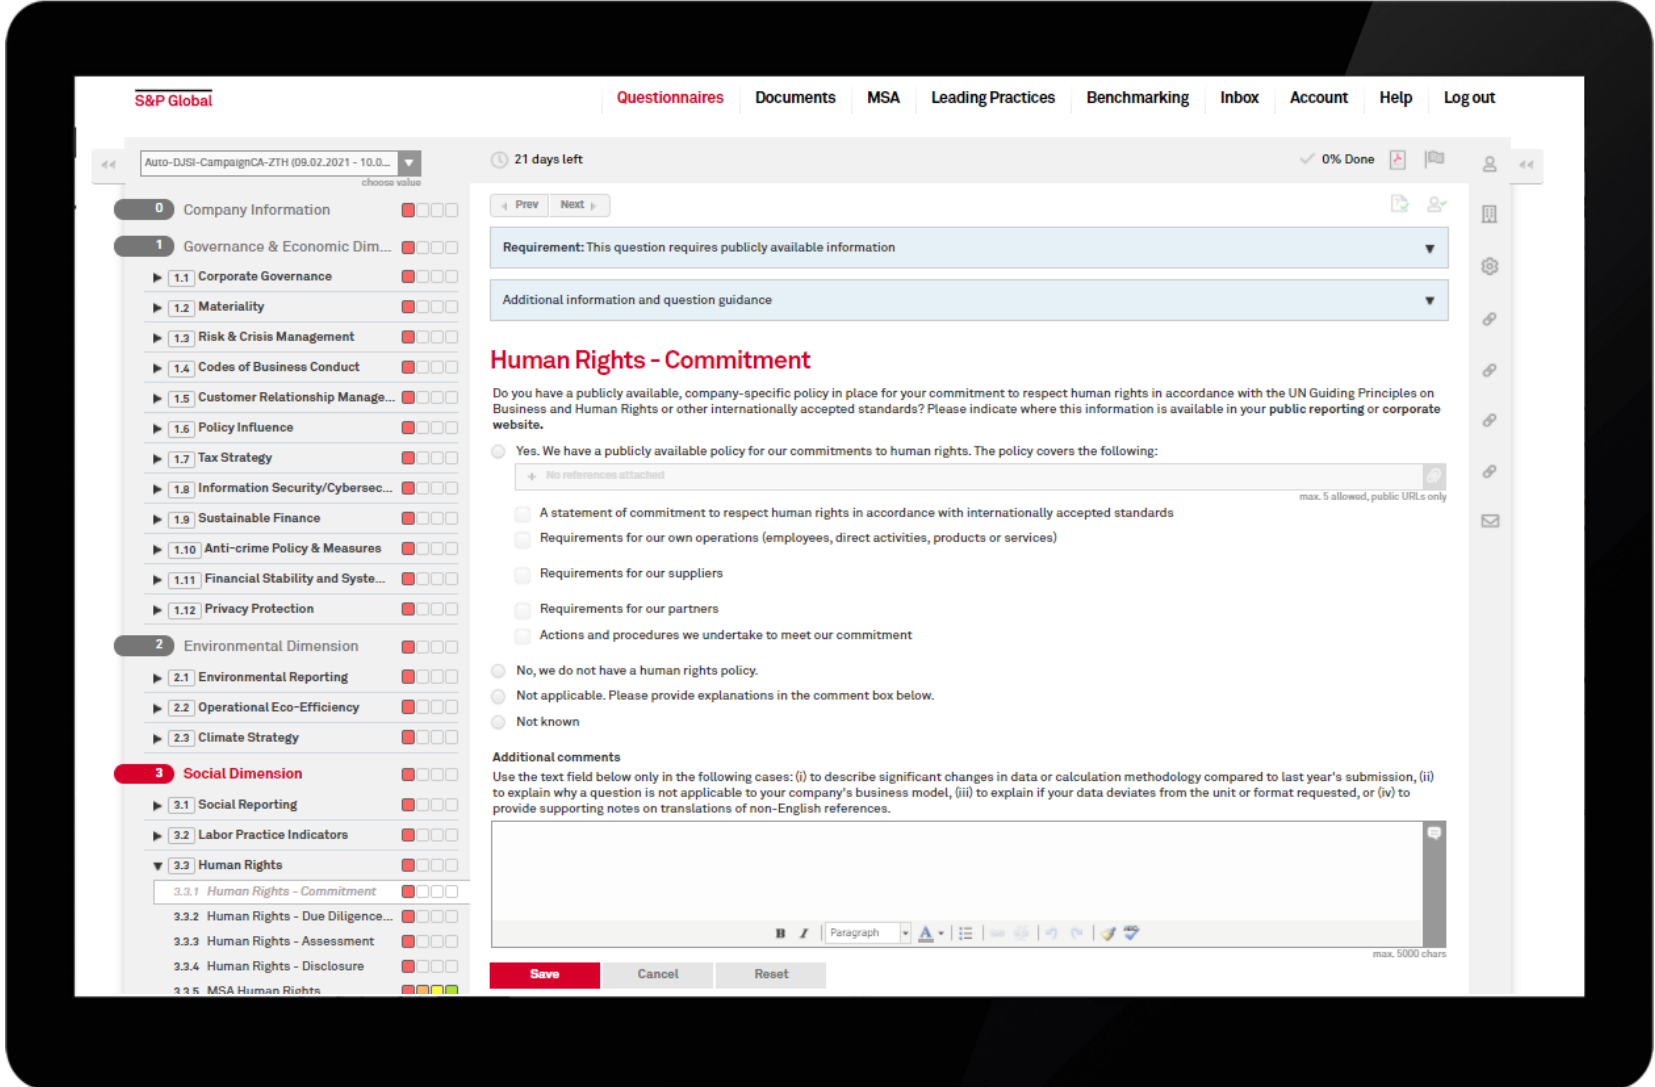 S&P Global
Questionnaires
Documents
MSA
Leading Practices
Benchmarking
Inbox
Account
Help
Log out
Auto-DJSI-CampaignCA-ZTH (09.02.2021 - 10.0...
choose value
21 days left
0% Done
0 Company Information
1 Governance & Economic Dim...
1.1 Corporate Governance
1.2 Materiality
1.3 Risk & Crisis Management
1.4 Codes of Business Conduct
1.5 Customer Relationship Manage...
1.6 Policy Influence
1.7 Tax Strategy
1.8 Information Security/Cybersec...
1.9 Sustainable Finance
1.10 Anti-crime Policy & Measures
1.11 Financial Stability and Syste...
1.12 Privacy Protection
2 Environmental Dimension
2.1 Environmental Reporting
2.2 Operational Eco-Efficiency
2.3 Climate Strategy
3 Social Dimension
3.1 Social Reporting
3.2 Labor Practice Indicators
3.3 Human Rights
3.3.1 Human Rights - Commitment
3.3.2 Human Rights - Due Diligence...
3.3.3 Human Rights - Assessment
3.3.4 Human Rights - Disclosure
3.3.5 MSA Human Rights
Prev
Next
Requirement: This question requires publicly available information
Additional information and question guidance
Human Rights - Commitment
Do you have a publicly available, company-specific policy in place for your commitment to respect human rights in accordance with the UN Guiding Principles on
Business and Human Rights or other internationally accepted standards? Please indicate where this information is available in your public reporting or corporate
website.
Yes. We have a publicly available policy for our commitments to human rights. The policy covers the following:
+ No references attached
max. 5 allowed, public URLs only
A statement of commitment to respect human rights in accordance with internationally accepted standards
Requirements for our own operations (employees, direct activities, products or services)
Requirements for our suppliers
Requirements for our partners
Actions and procedures we undertake to meet our commitment
No, we do not have a human rights policy.
Not applicable. Please provide explanations in the comment box below.
Not known
Additional comments
Use the text field below only in the following cases: (i) to describe significant changes in data or calculation methodology compared to last year's submission, (ii)
to explain why a question is not applicable to your company's business model, (iii) to explain if your data deviates from the unit or format requested, or (iv) to
provide supporting notes on translations of non-English references.
B I Paragraph A
max. 5000 chars
Save
Cancel
Reset